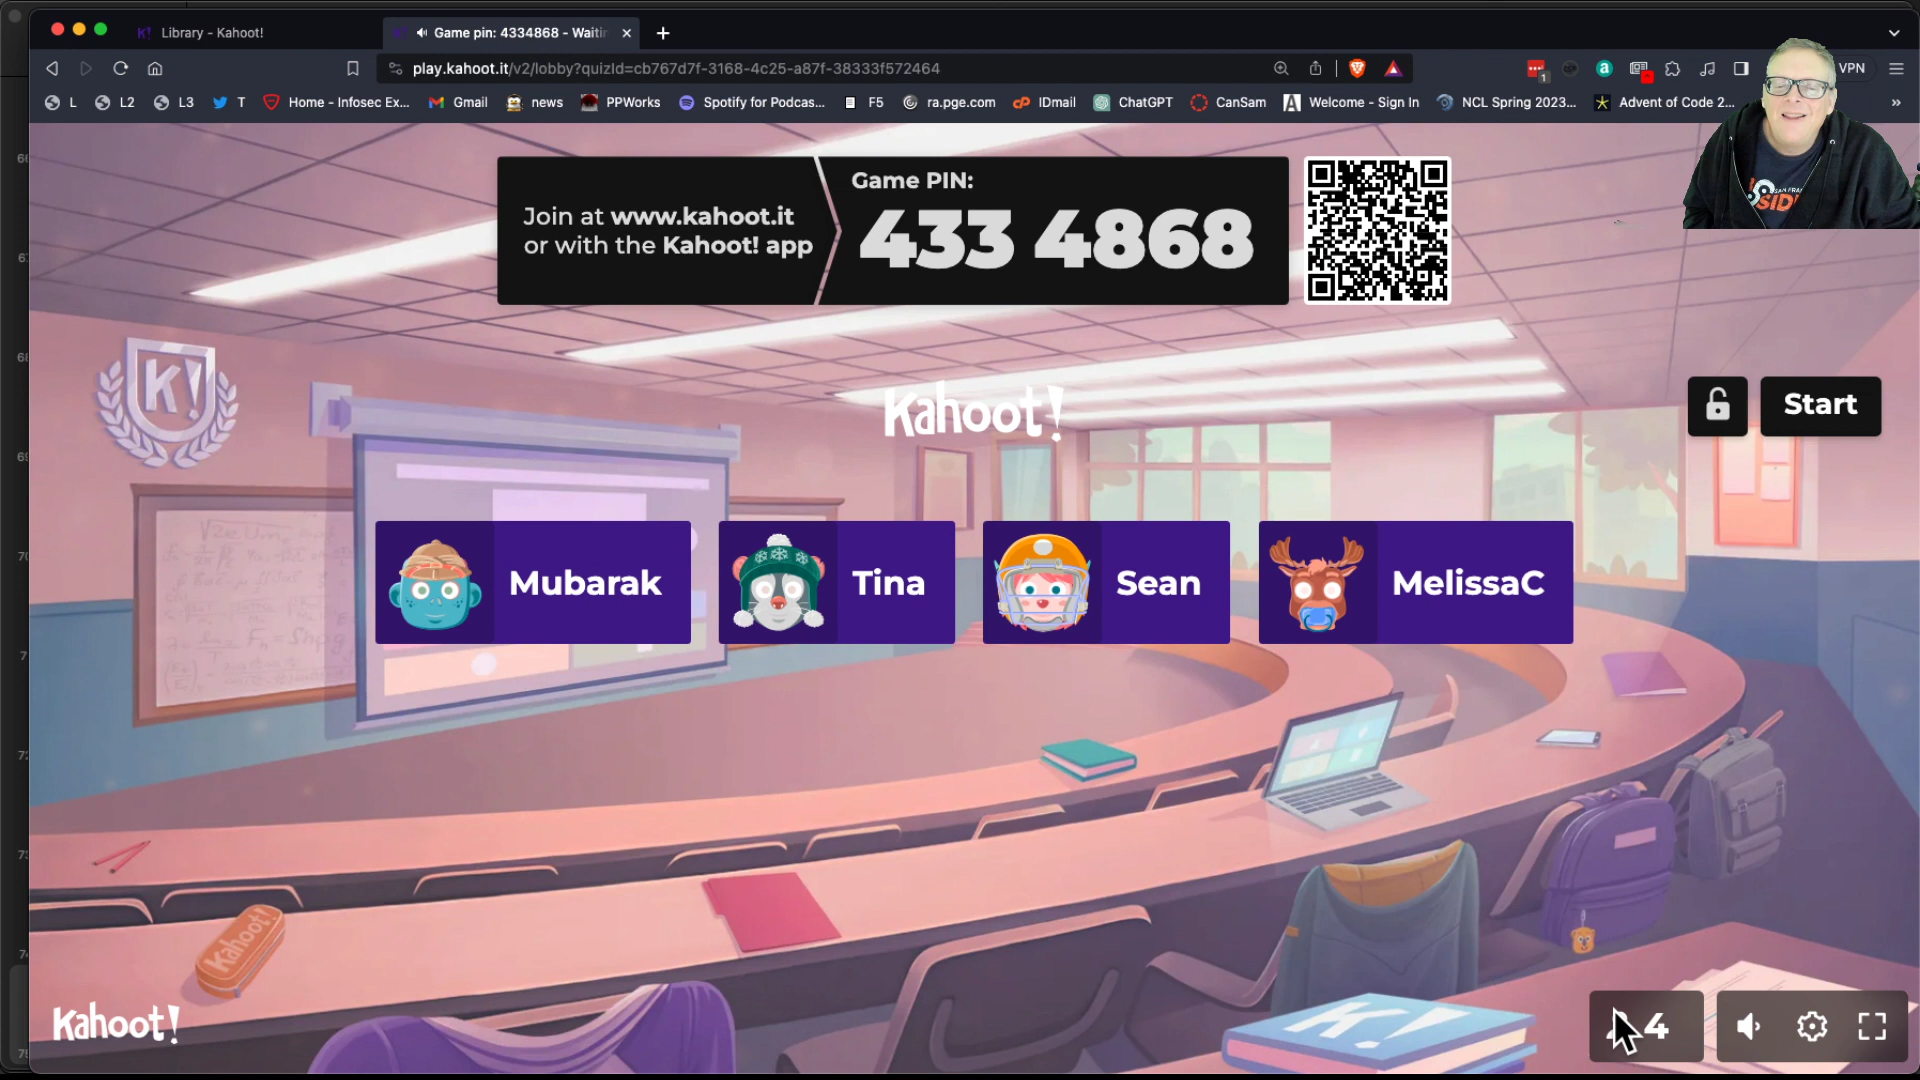 Library - Kahoot!
Game pin: 4334868 - Waitin
play.kahoot.it/v2/lobby?quizId=cb767d7f-3168-4c25-a87f-38333f572464
1
VPN
L
L2
L3
T
Home - Infosec Ex...
Gmail
news
PPWorks
Spotify for Podcas...
F5
ra.pge.com
IDmail
ChatGPT
CanSam
Welcome - Sign In
NCL Spring 2023...
Advent of Code 2...
Join at www.kahoot.it
or with the Kahoot! app
Game PIN:
433 4868
K!
Kahoot!
Start
Mubarak
Tina
Sean
MelissaC
Kahoot!
Kahoot!
K!
4